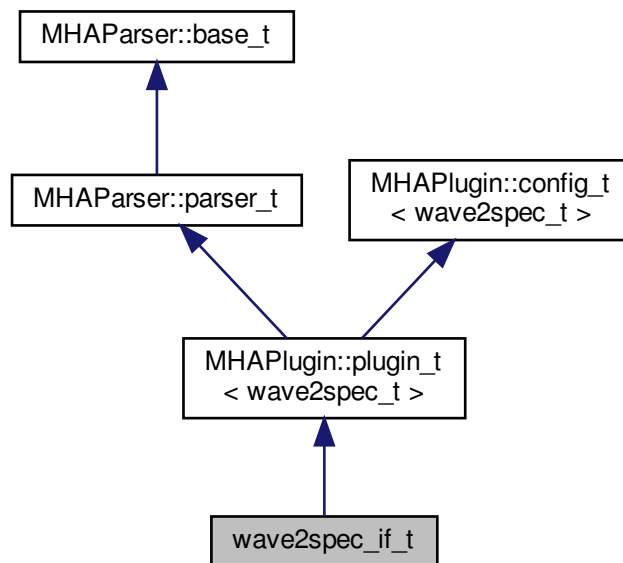 MHAParser::base_t
MHAParser::parser_t
MHAPlugin::config_t
< wave2spec_t >
MHAPlugin::plugin_t
< wave2spec_t >
wave2spec_if_t